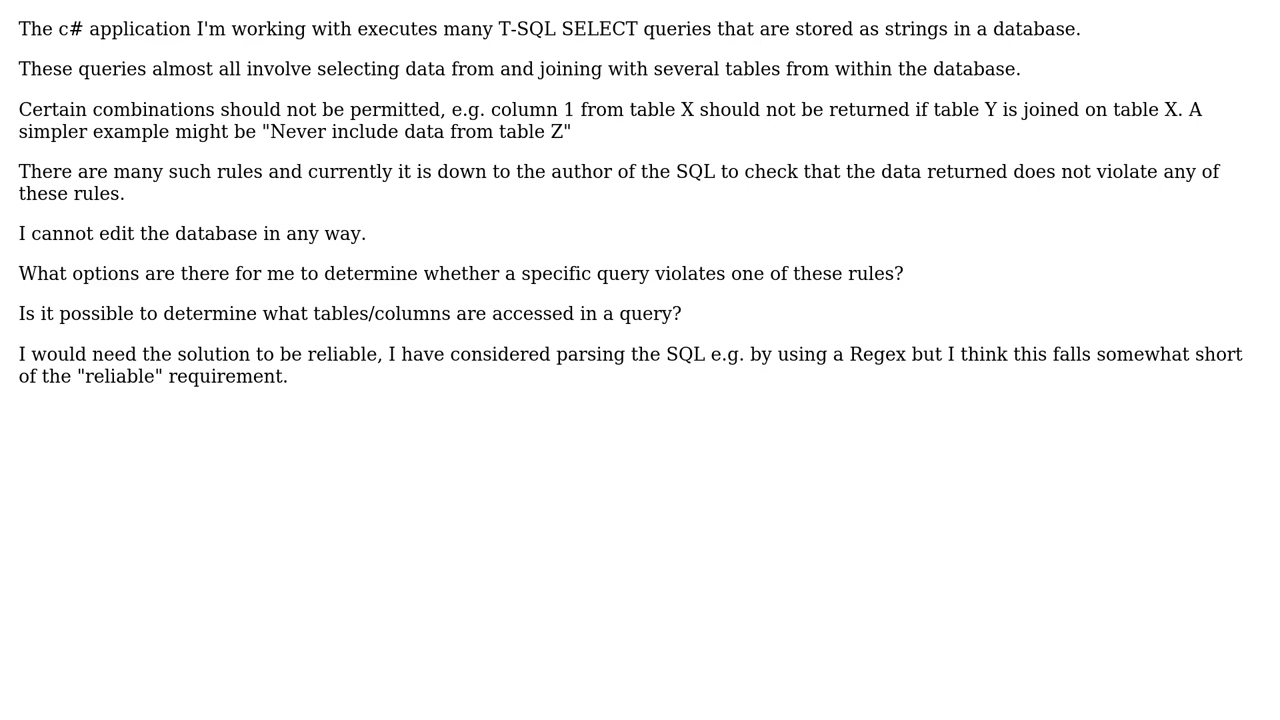 The c# application I'm working with executes many T-SQL SELECT queries that are stored as strings in a database.
These queries almost all involve selecting data from and joining with several tables from within the database.
Certain combinations should not be permitted, e.g. column 1 from table X should not be returned if table Y is joined on table X. A
simpler example might be "Never include data from table Z"
There are many such rules and currently it is down to the author of the SQL to check that the data returned does not violate any of
these rules.
I cannot edit the database in any way.
What options are there for me to determine whether a specific query violates one of these rules?
Is it possible to determine what tables/columns are accessed in a query?
I would need the solution to be reliable, I have considered parsing the SQL e.g. by using a Regex but I think this falls somewhat short
of the "reliable" requirement.